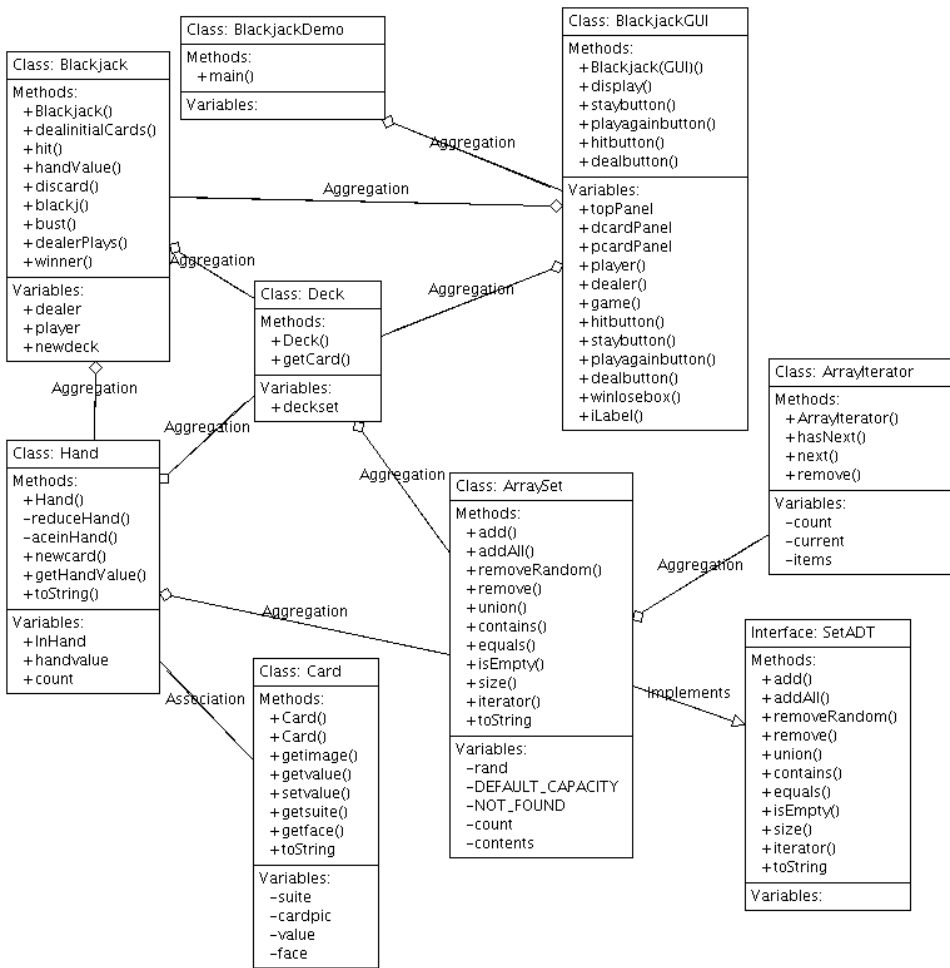 Class: BlackjackDemo
Methods:
+main()
Variables:
Class: BlackjackGUI
Methods:
+Blackjack(GUI)()
+display()
+staybutton()
+playagainbutton()
+hitbutton()
+dealbutton()
Variables:
+topPanel
+dcardPanel
+pcardPanel
+player()
+dealer()
+game()
+hitbutton()
+staybutton()
+playagainbutton()
+dealbutton()
+winlosebox()
+iLabel()
Class: Blackjack
Methods:
+Blackjack()
+dealinitialCards()
+hit()
+handValue()
+discard()
+blackj()
+bust()
+dealerPlays()
+winner()
Variables:
+dealer
+player
+newdeck
Aggregation
Aggregation
Aggregation
Aggregation
Class: Deck
Methods:
+Deck()
+getCard()
Variables:
+deckset
Aggregation
Aggregation
Aggregation
Class: ArrayIterator
Methods:
+ArrayIterator()
+hasNext()
+next()
+remove()
Variables:
-count
-current
-items
Class: Hand
Methods:
+Hand()
-reduceHand()
-aceinHand()
+newcard()
+getHandValue()
+toString()
Variables:
+InHand
+handvalue
+count
Class: ArraySet
Methods:
+add()
+addAll()
+removeRandom()
+remove()
+union()
+contains()
+equals()
+isEmpty()
+size()
+iterator()
+toString
Variables:
-rand
-DEFAULT_CAPACITY
-NOT_FOUND
-count
-contents
Aggregation
Aggregation
Association
Implements
Class: Card
Methods:
+Card()
+Card()
+getimage()
+getvalue()
+setvalue()
+getsuite()
+getface()
+toString
Variables:
-suite
-cardpic
-value
-face
Interface: SetADT
Methods:
+add()
+addAll()
+removeRandom()
+remove()
+union()
+contains()
+equals()
+isEmpty()
+size()
+iterator()
+toString
Variables: